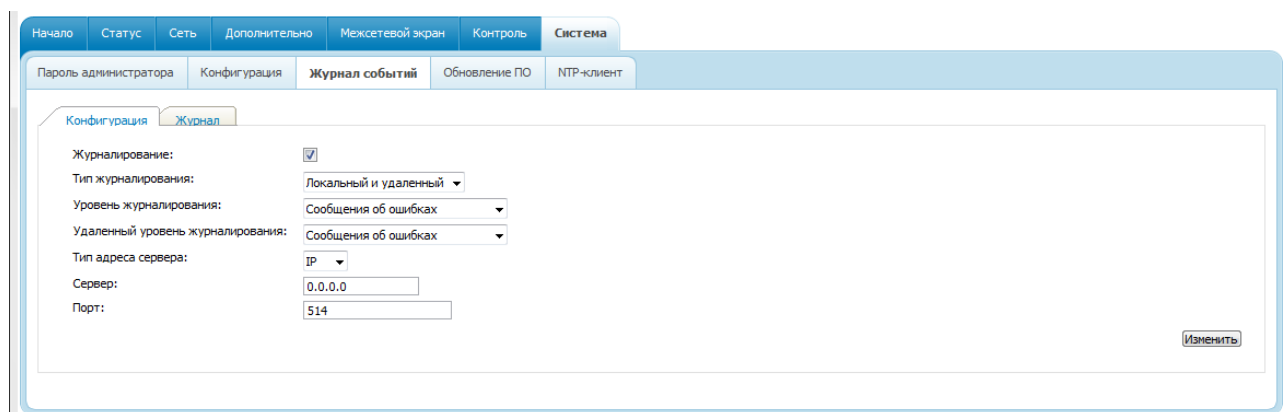 Начало Статус Сеть Дополнительно Межсетевой экран Контроль Система
Пароль администратора Конфигурация Журнал событий Обновление ПО NTP-клиент
Конфигурация Журнал
Журналирование:
Тип журналирования: Локальный и удаленный
Уровень журналирования: Сообщения об ошибках
Удаленный уровень журналирования: Сообщения об ошибках
Тип адреса сервера: IP
Сервер: 0.0.0.0
Порт: 514
Изменить